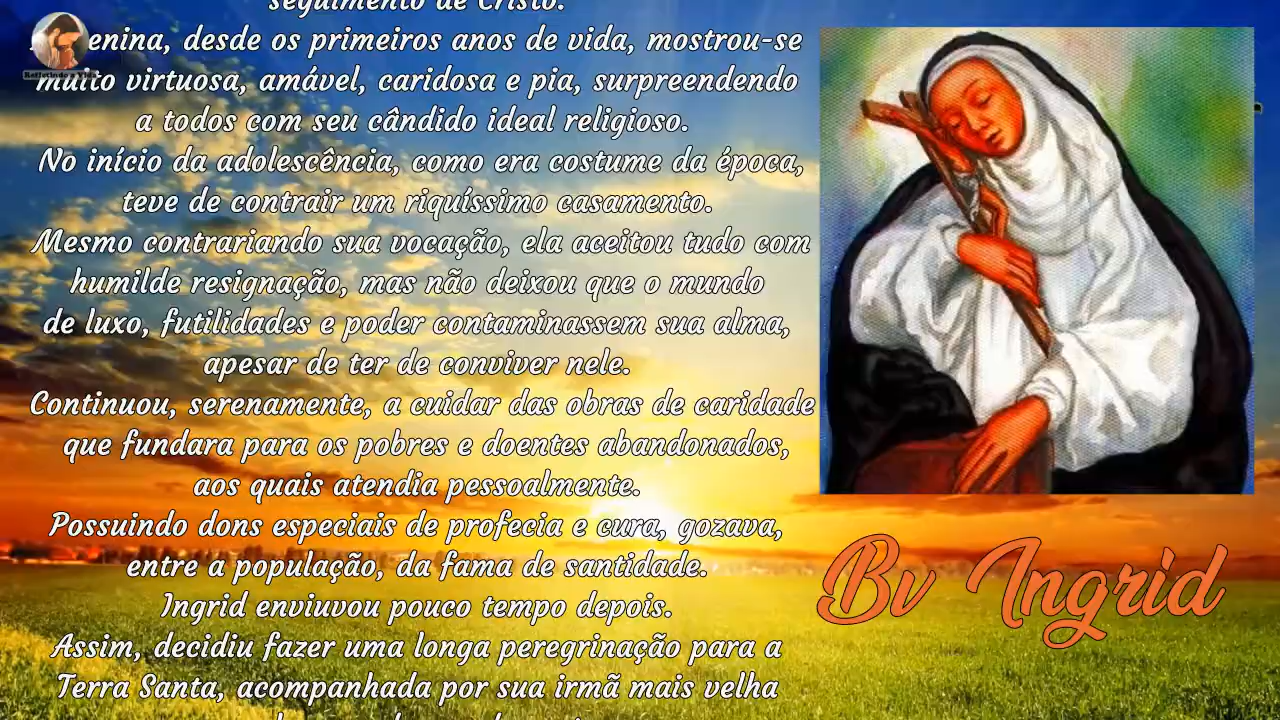 seguimento de Cristo.
enina, desde os primeiros anos de vida, mostrou-se
muito virtuosa, amável, caridosa e pia, surpreendendo
a todos com seu cândido ideal religioso.
No início da adolescência, como era costume da época,
teve de contrair um riquíssimo casamento.
Mesmo contrariando sua vocação, ela aceitou tudo com
humilde resignação, mas não deixou que o mundo
de luxo, futilidades e poder contaminassem sua alma,
apesar de ter de conviver nele.
Continuou, serenamente, a cuidar das obras de caridade
que fundara para os pobres e doentes abandonados,
aos quais atendia pessoalmente.
Possuindo dons especiais de profecia e cura, gozava,
entre a população, da fama de santidade.
Ingrid enviuvou pouco tempo depois.
Assim, decidiu fazer uma longa peregrinação para a
Terra Santa, acompanhada por sua irmã mais velha
Refletindo a Vida
Bv Ingrid